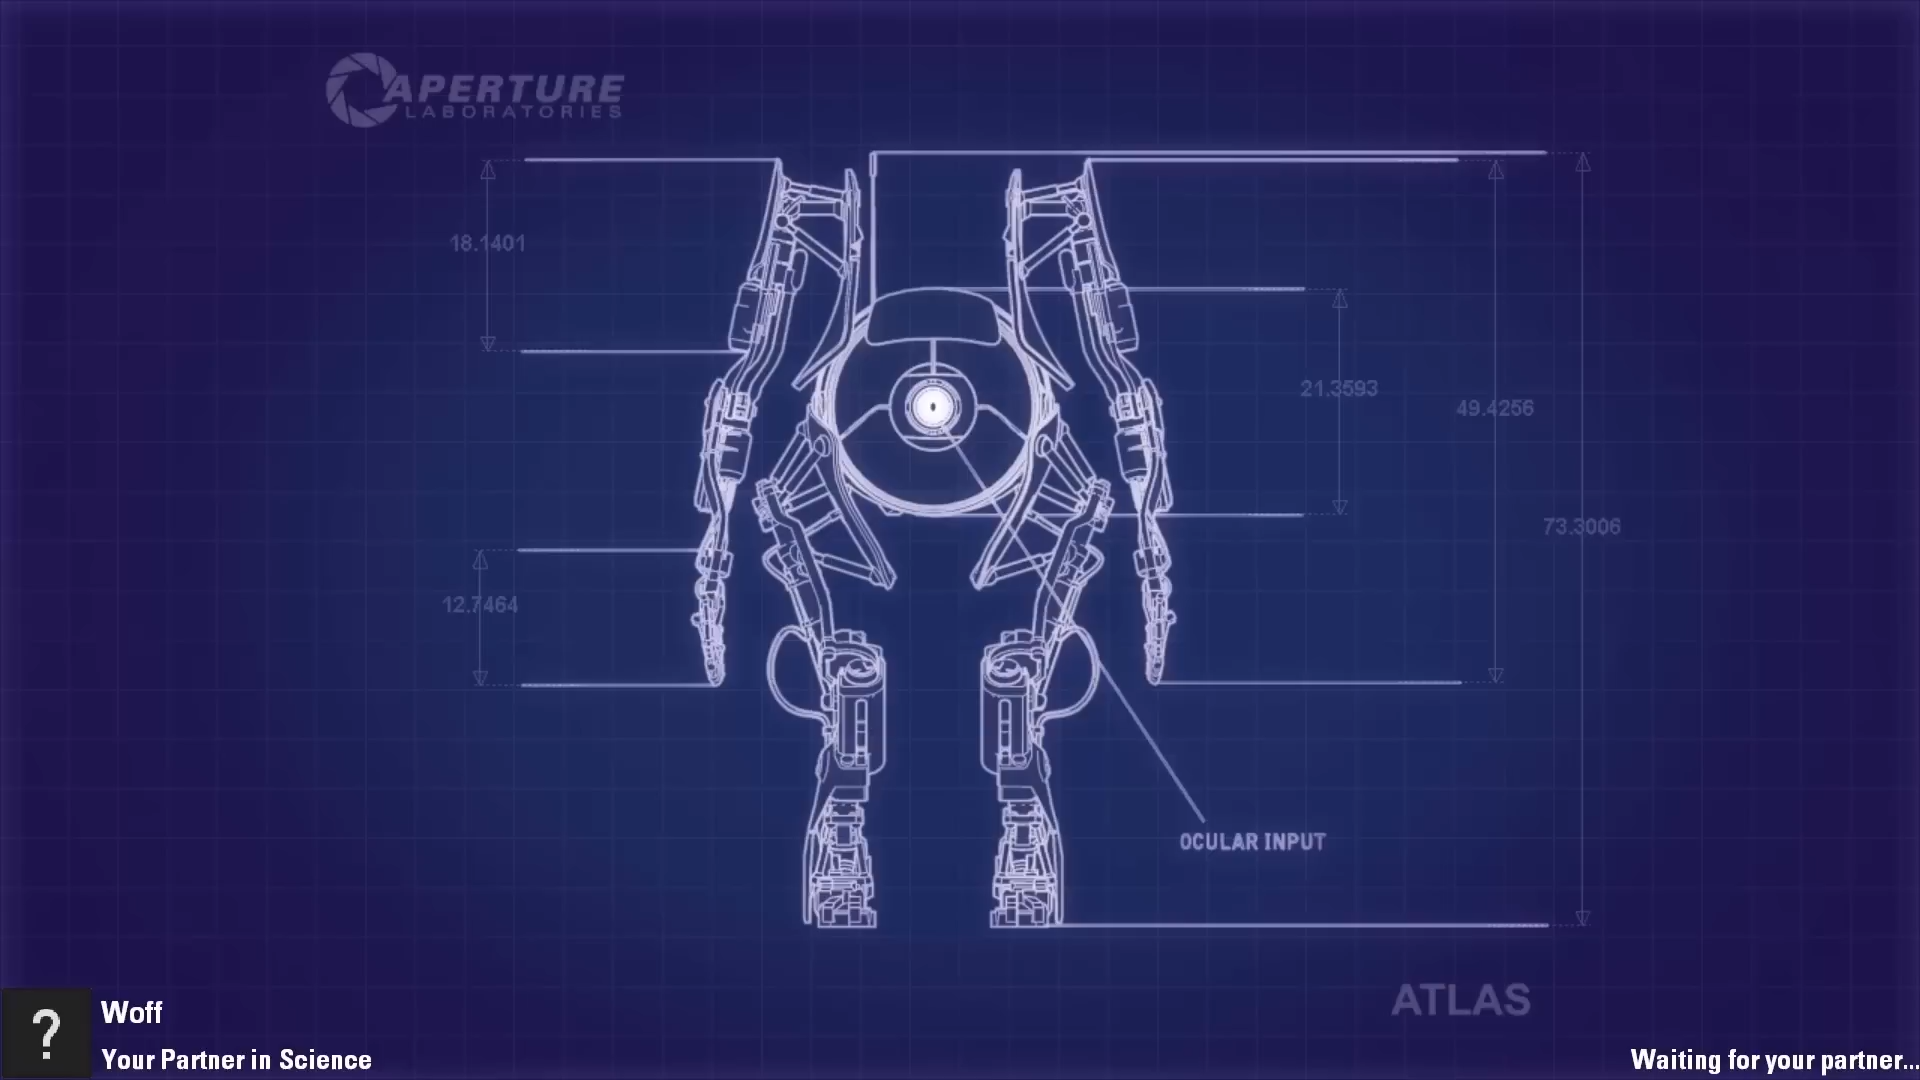 APERTURE
LABORATORIES
18.1401
21.3593
49.4256
73.3006
12.7464
OCULAR INPUT
ATLAS
?
Woff
Your Partner in Science
Waiting for your partner...